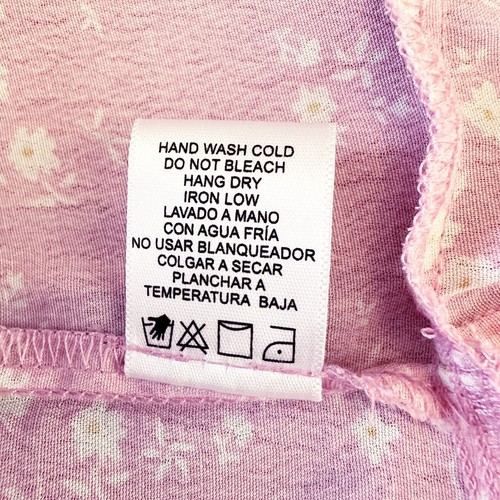 HAND WASH COLD
DO NOT BLEACH
HANG DRY
IRON LOW
LAVADO A MANO
CON AGUA FRÍA
NO USAR BLANQUEADOR
COLGAR A SECAR
PLANCHAR A
TEMPERATURA BAJA